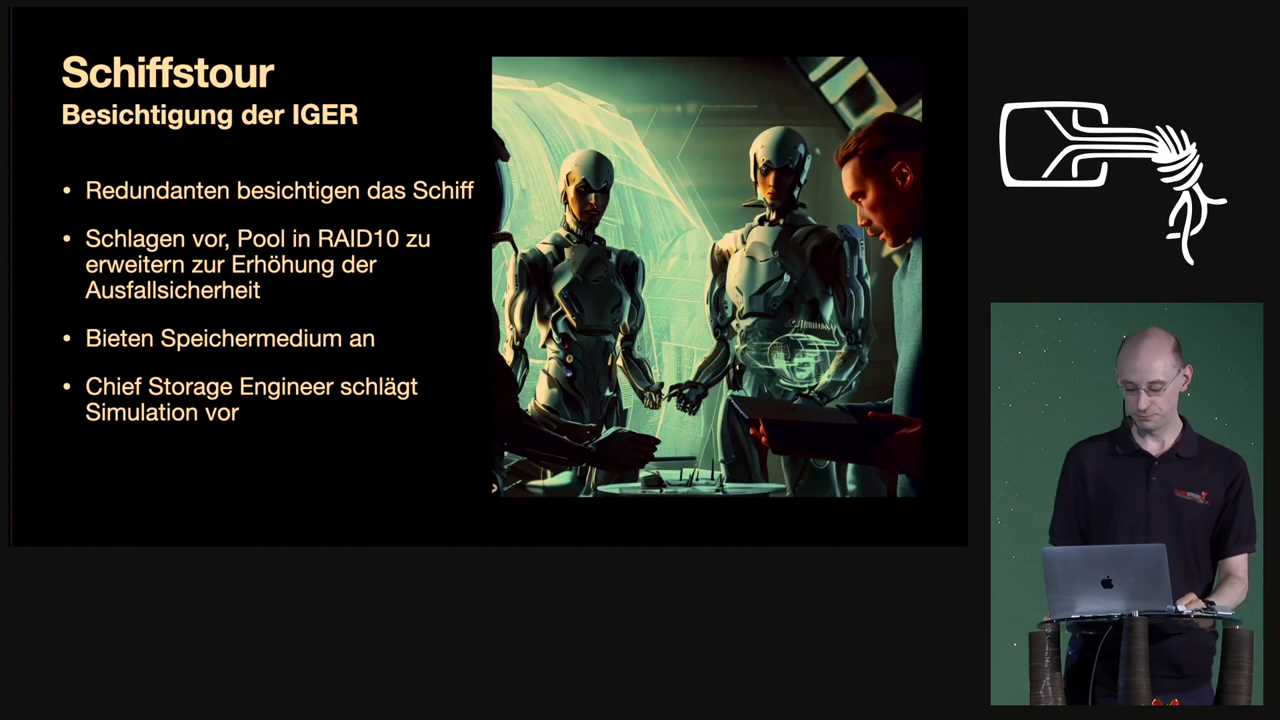 Schiffstour
Besichtigung der IGER
• Redundanten besichtigen das Schiff
• Schlagen vor, Pool in RAID10 zu
erweitern zur Erhöhung der
Ausfallsicherheit
• Bieten Speichermedium an
• Chief Storage Engineer schlägt
Simulation vor